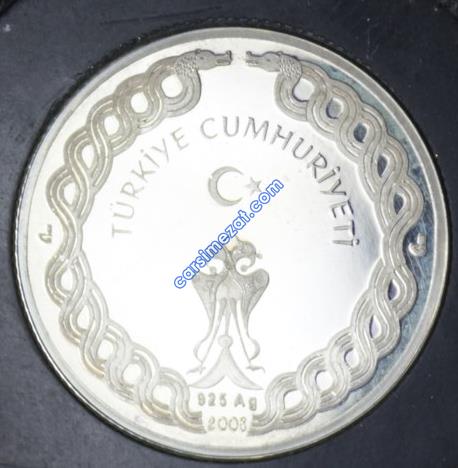 TÜRKİYE CUMHURİYETİ
carsimezat.com
925 Ag
2003